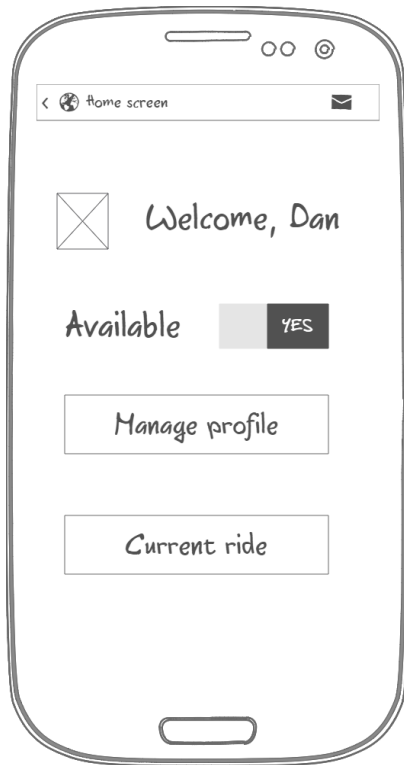 Home screen
Welcome, Dan
Available YES
Manage profile
Current ride